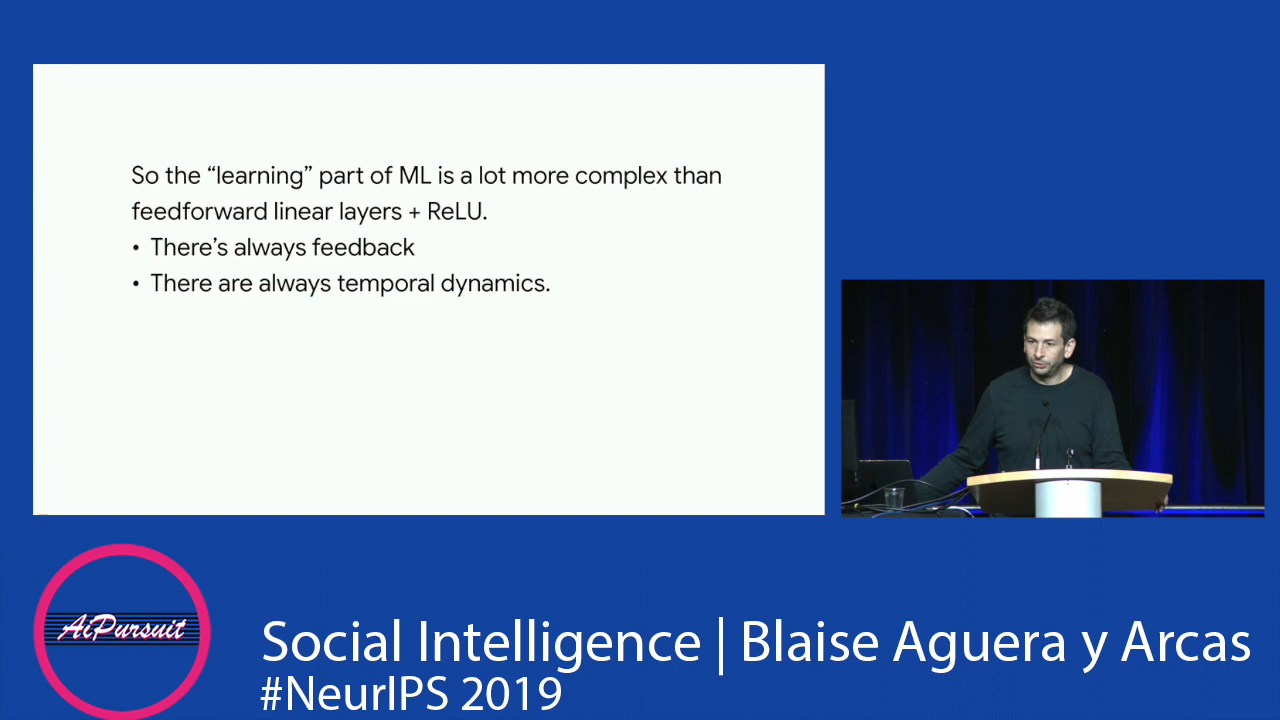 So the “learning” part of ML is a lot more complex than
feedforward linear layers + ReLU.
• There’s always feedback
• There are always temporal dynamics.
AiPursuit
Social Intelligence | Blaise Aguera y Arcas
#NeurIPS 2019